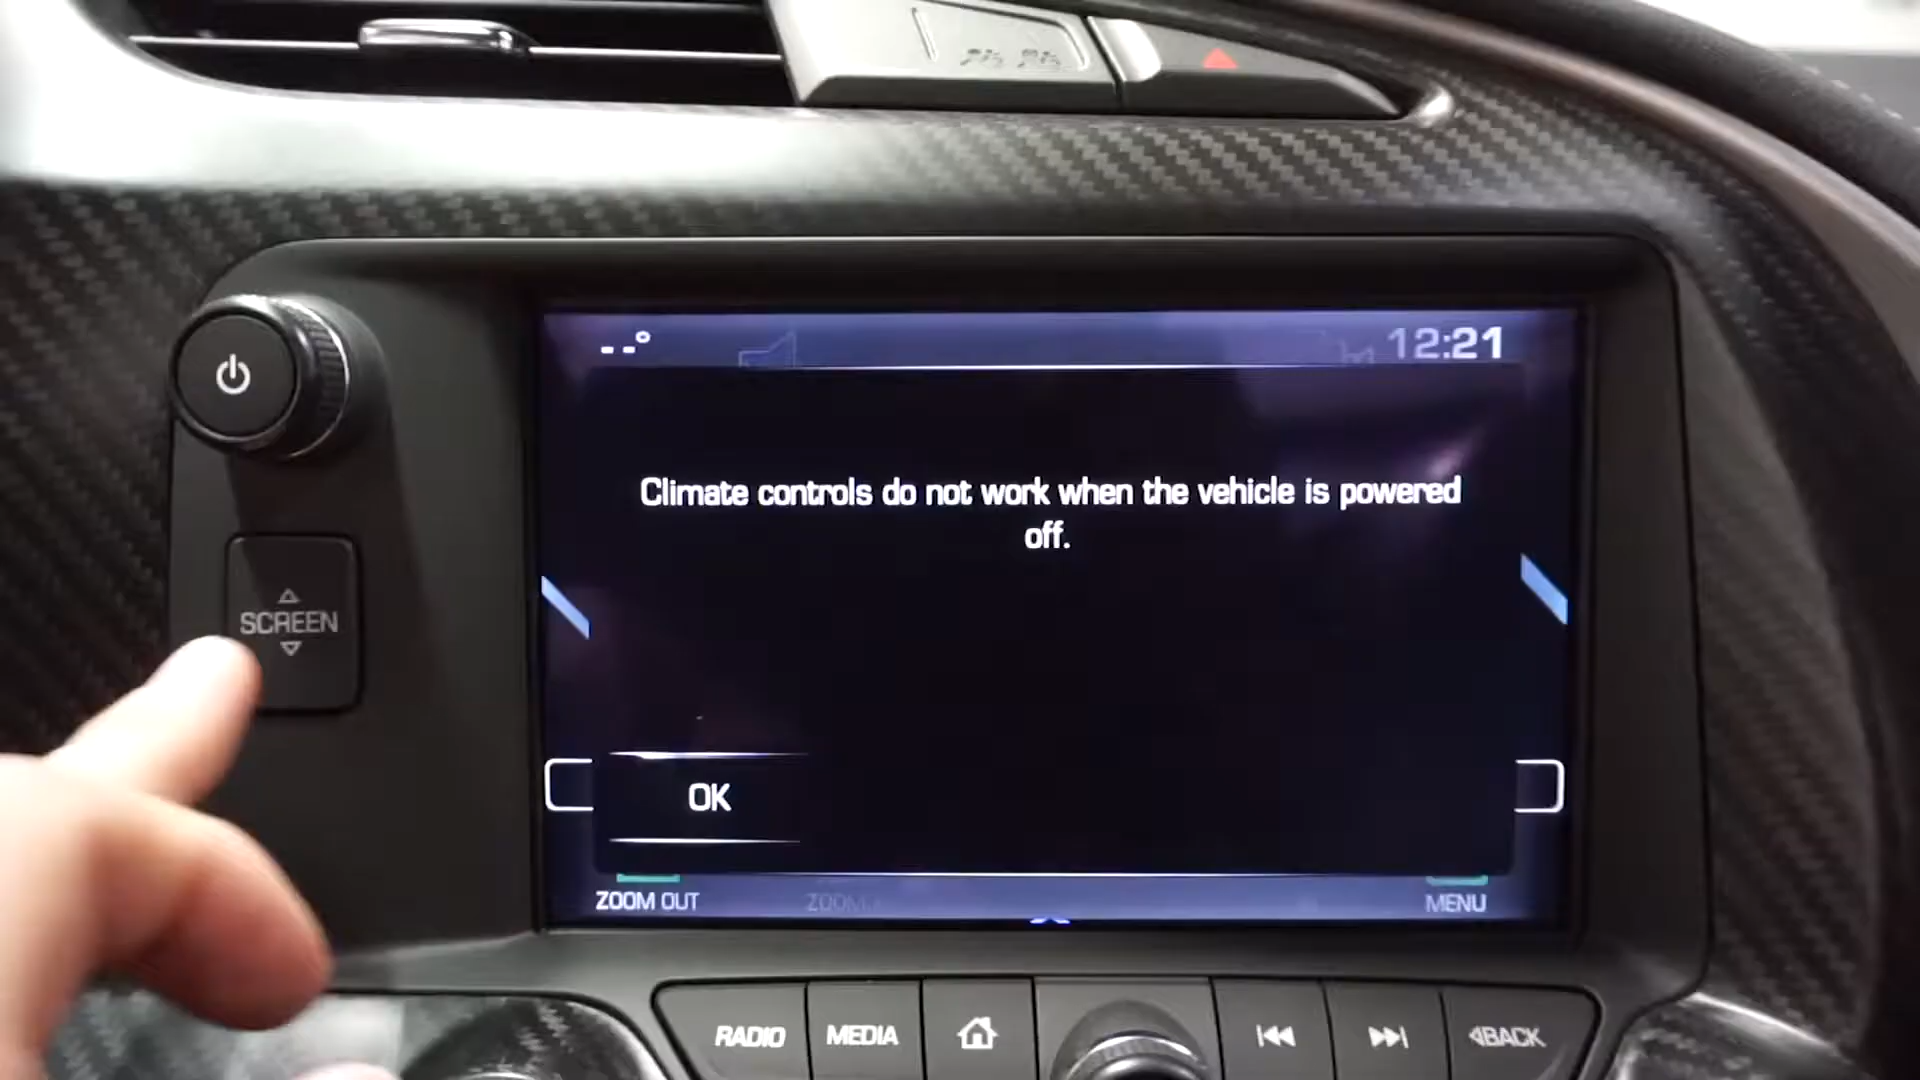 --° 12:21
Climate controls do not work when the vehicle is powered
off.
SCREEN
OK
ZOOM OUT ZOOM MENU
RADIO MEDIA BACK